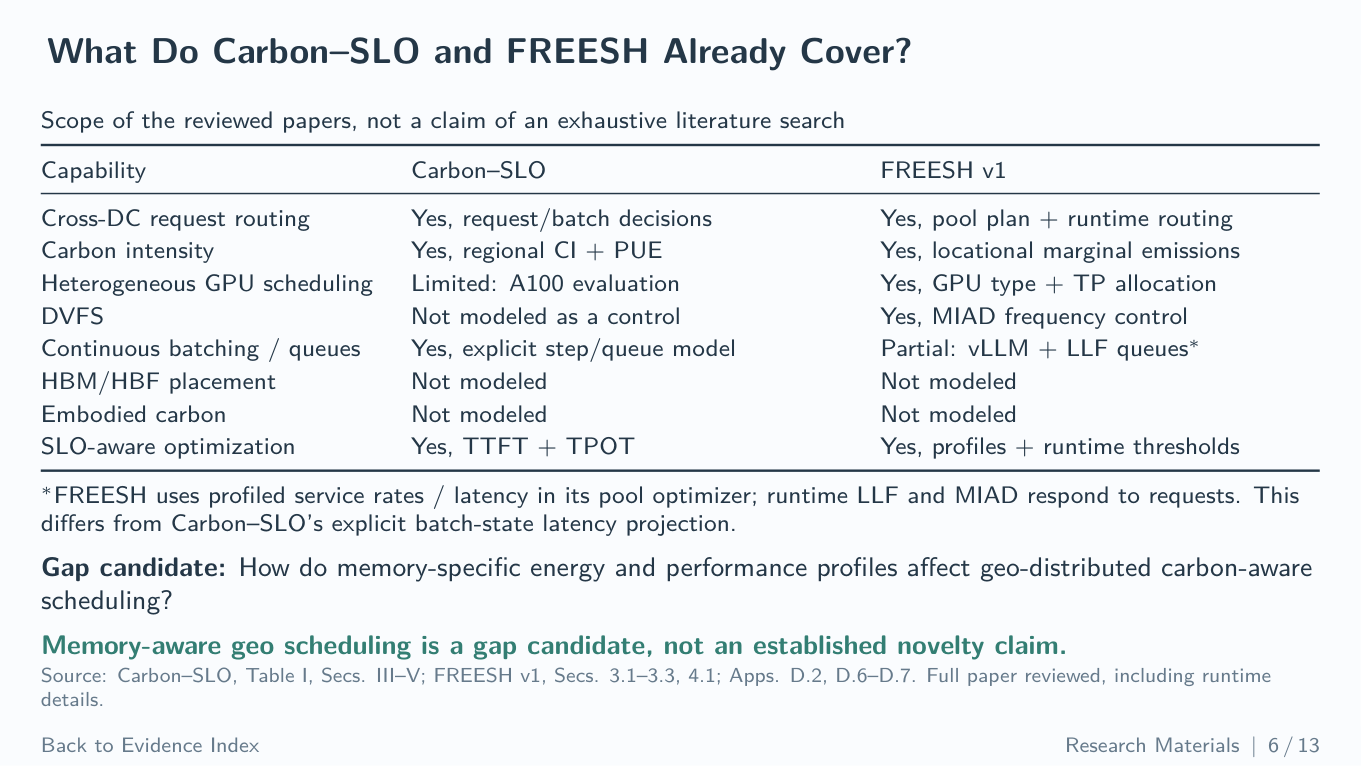 What Do Carbon–SLO and FREESH Already Cover?
Scope of the reviewed papers, not a claim of an exhaustive literature search
Capability Carbon–SLO FREESH v1
Cross-DC request routing Yes, request/batch decisions Yes, pool plan + runtime routing
Carbon intensity Yes, regional CI + PUE Yes, locational marginal emissions
Heterogeneous GPU scheduling Limited: A100 evaluation Yes, GPU type + TP allocation
DVFS Not modeled as a control Yes, MIAD frequency control
Continuous batching / queues Yes, explicit step/queue model Partial: vLLM + LLF queues*
HBM/HBF placement Not modeled Not modeled
Embodied carbon Not modeled Not modeled
SLO-aware optimization Yes, TTFT + TPOT Yes, profiles + runtime thresholds
*FREESH uses profiled service rates / latency in its pool optimizer; runtime LLF and MIAD respond to requests. This
differs from Carbon–SLO's explicit batch-state latency projection.
Gap candidate: How do memory-specific energy and performance profiles affect geo-distributed carbon-aware
scheduling?
Memory-aware geo scheduling is a gap candidate, not an established novelty claim.
Source: Carbon–SLO, Table I, Secs. III–V; FREESH v1, Secs. 3.1–3.3, 4.1; Apps. D.2, D.6–D.7. Full paper reviewed, including runtime
details.
Back to Evidence Index Research Materials | 6 / 13